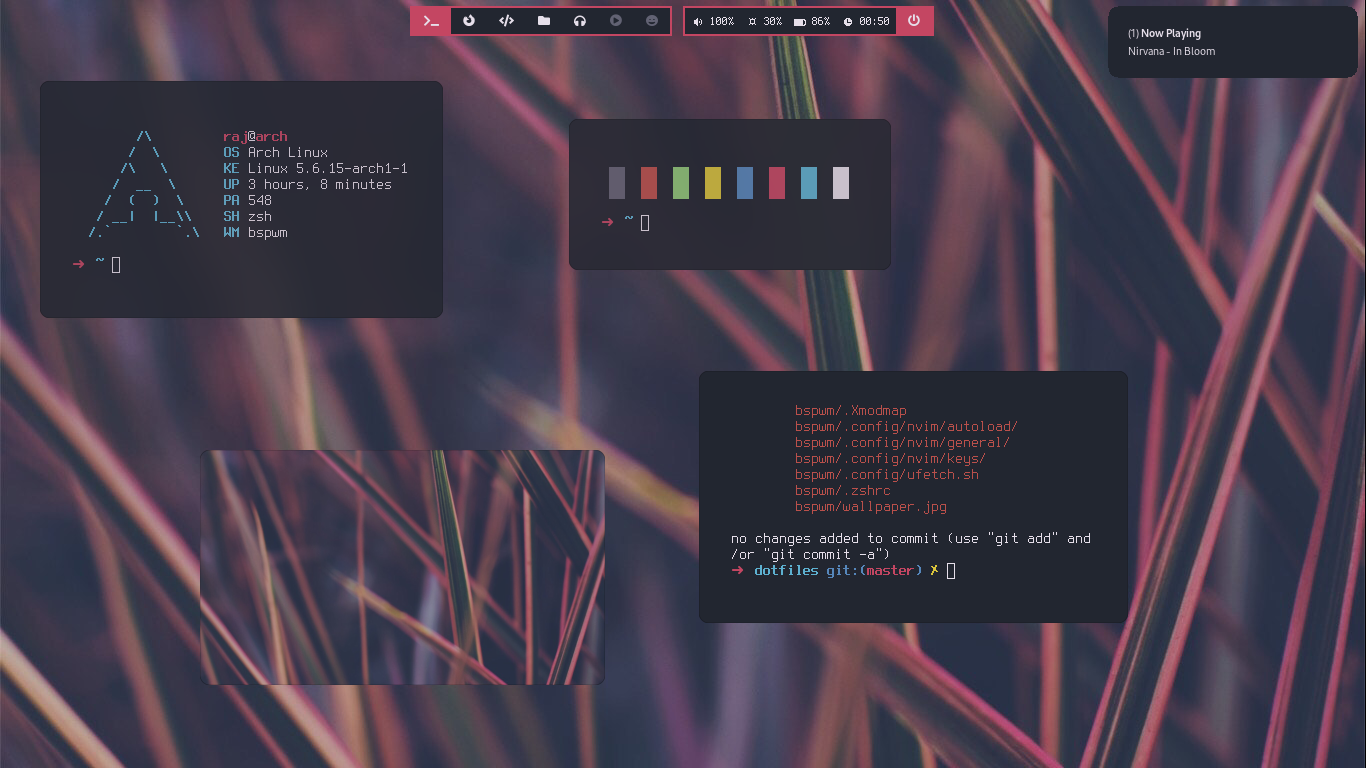 100% 30% 86% 00:50
(1) Now Playing
Nirvana - In Bloom
raj@arch
OS Arch Linux
KE Linux 5.6.15-arch1-1
UP 3 hours, 8 minutes
PA 548
SH zsh
WM bspwm
➜ ~
➜ ~
bspwm/.Xmodmap
bspwm/.config/nvim/autoload/
bspwm/.config/nvim/general/
bspwm/.config/nvim/keys/
bspwm/.config/ufetch.sh
bspwm/.zshrc
bspwm/wallpaper.jpg
no changes added to commit (use "git add" and
/or "git commit -a")
➜ dotfiles git:(master) ✗